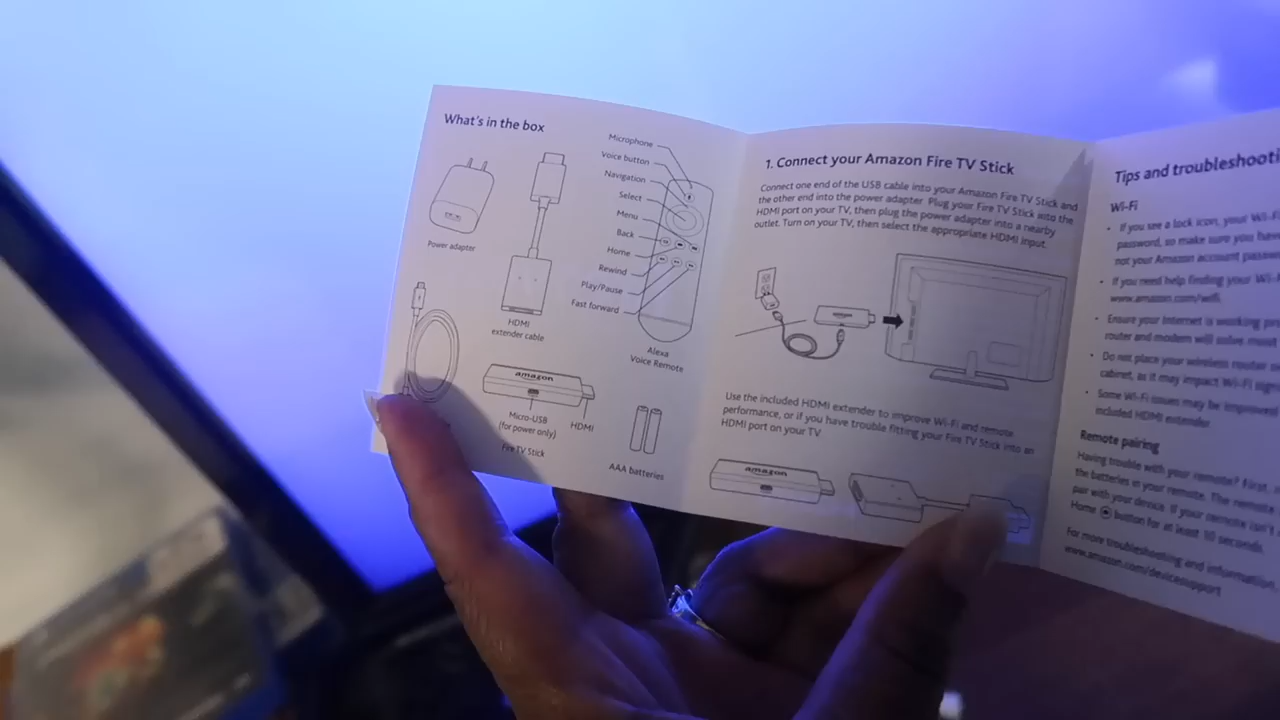 What's in the box
Power adapter
HDMI
extender cable
Microphone
Voice button
Navigation
Select
Menu
Back
Home
Rewind
Play/Pause
Fast forward
Alexa
Voice Remote
amazon
Micro-USB
(for power only)
HDMI
Fire TV Stick
AAA batteries
1. Connect your Amazon Fire TV Stick
Connect one end of the USB cable into your Amazon Fire TV Stick and
the other end into the power adapter. Plug your Fire TV Stick into the
HDMI port on your TV, then plug the power adapter into a nearby
outlet. Turn on your TV, then select the appropriate HDMI input.
Use the included HDMI extender to improve Wi-Fi and remote
performance, or if you have trouble fitting your Fire TV Stick into an
HDMI port on your TV
amazon
Tips and troubleshooti
Wi-Fi
• If you see a lock icon, your Wi-F
password, so make sure you hav
not your Amazon account passw
• If you need help finding your Wi-
www.amazon.com/wifi.
• Ensure your Internet is working pr
router and modem will solve most
• Do not place your wireless router
cabinet, as it may impact Wi-Fi sign
• Some Wi-Fi issues may be improved
included HDMI extender.
Remote pairing
Having trouble with your remote? First,
the batteries in your remote. The remote
pair with your device. If your remote isn't
Home button for at least 10 seconds.
For more troubleshooting and information,
www.amazon.com/devicesupport